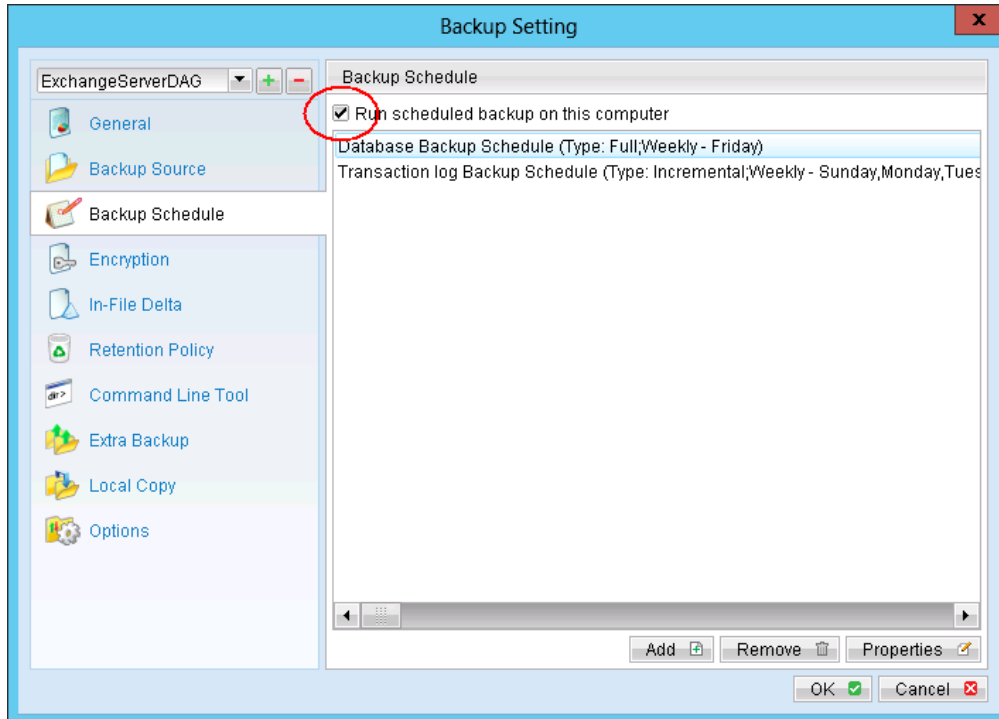 Backup Setting
x
ExchangeServerDAG
General
Backup Source
Backup Schedule
Encryption
In-File Delta
Retention Policy
dir>
Command Line Tool
Extra Backup
Local Copy
Options
Backup Schedule
Run scheduled backup on this computer
Database Backup Schedule (Type: Full;Weekly - Friday)
Transaction log Backup Schedule (Type: Incremental;Weekly - Sunday,Monday,Tues
Add Remove Properties
OK Cancel